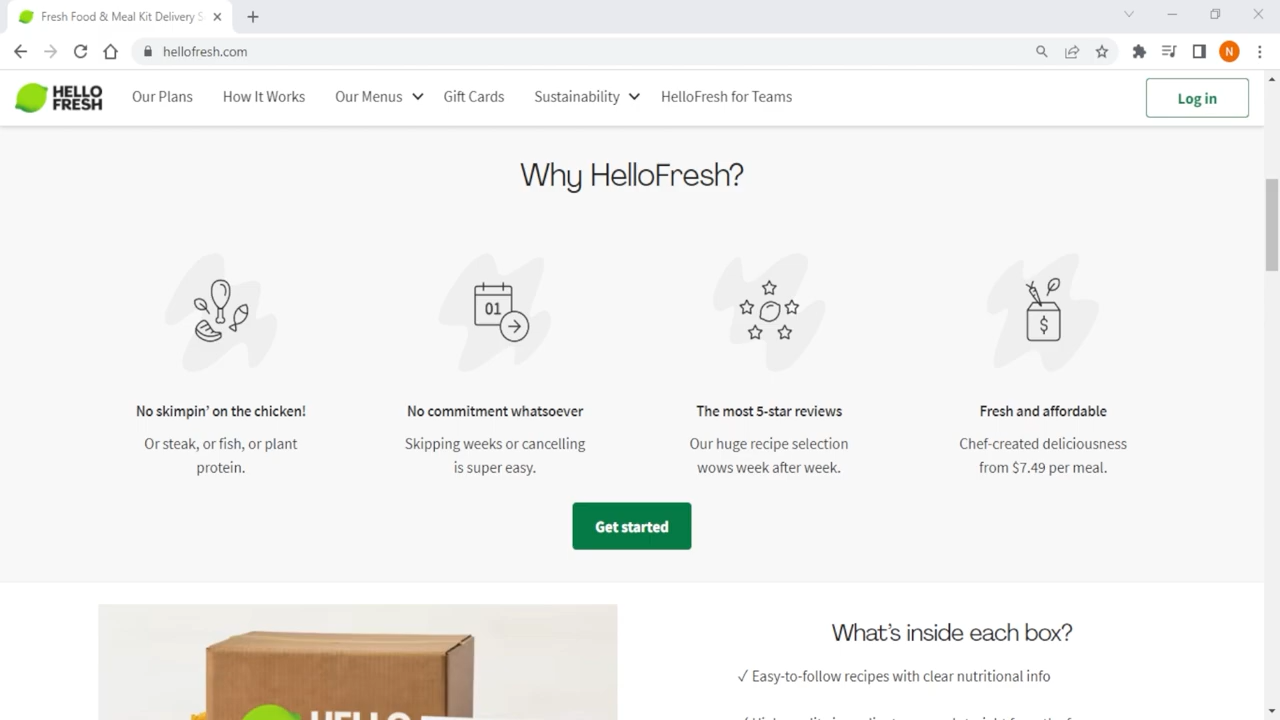 Fresh Food & Meal Kit Delivery S
hellofresh.com
N
HELLO
FRESH
Our Plans
How It Works
Our Menus
Gift Cards
Sustainability
HelloFresh for Teams
Log in
Why HelloFresh?
01
$
No skimpin’ on the chicken!
Or steak, or fish, or plant
protein.
No commitment whatsoever
Skipping weeks or cancelling
is super easy.
The most 5-star reviews
Our huge recipe selection
wows week after week.
Fresh and affordable
Chef-created deliciousness
from $7.49 per meal.
Get started
HELLO
What’s inside each box?
✓ Easy-to-follow recipes with clear nutritional info